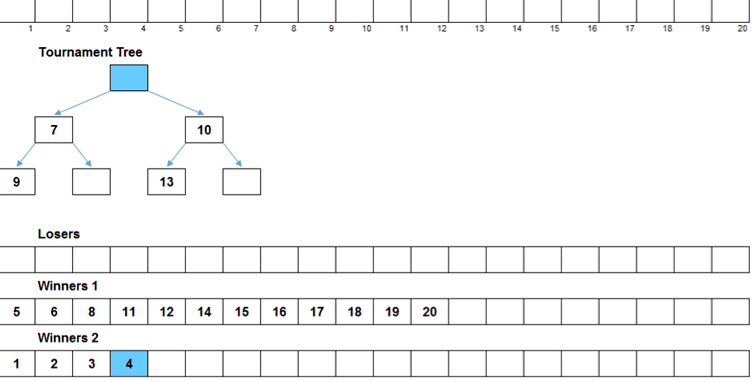 1 2 3 4 5 6 7 8 9 10 11 12 13 14 15 16 17 18 19 20
Tournament Tree
7 10
9 13
Losers
Winners 1
5 6 8 11 12 14 15 16 17 18 19 20
Winners 2
1 2 3 4